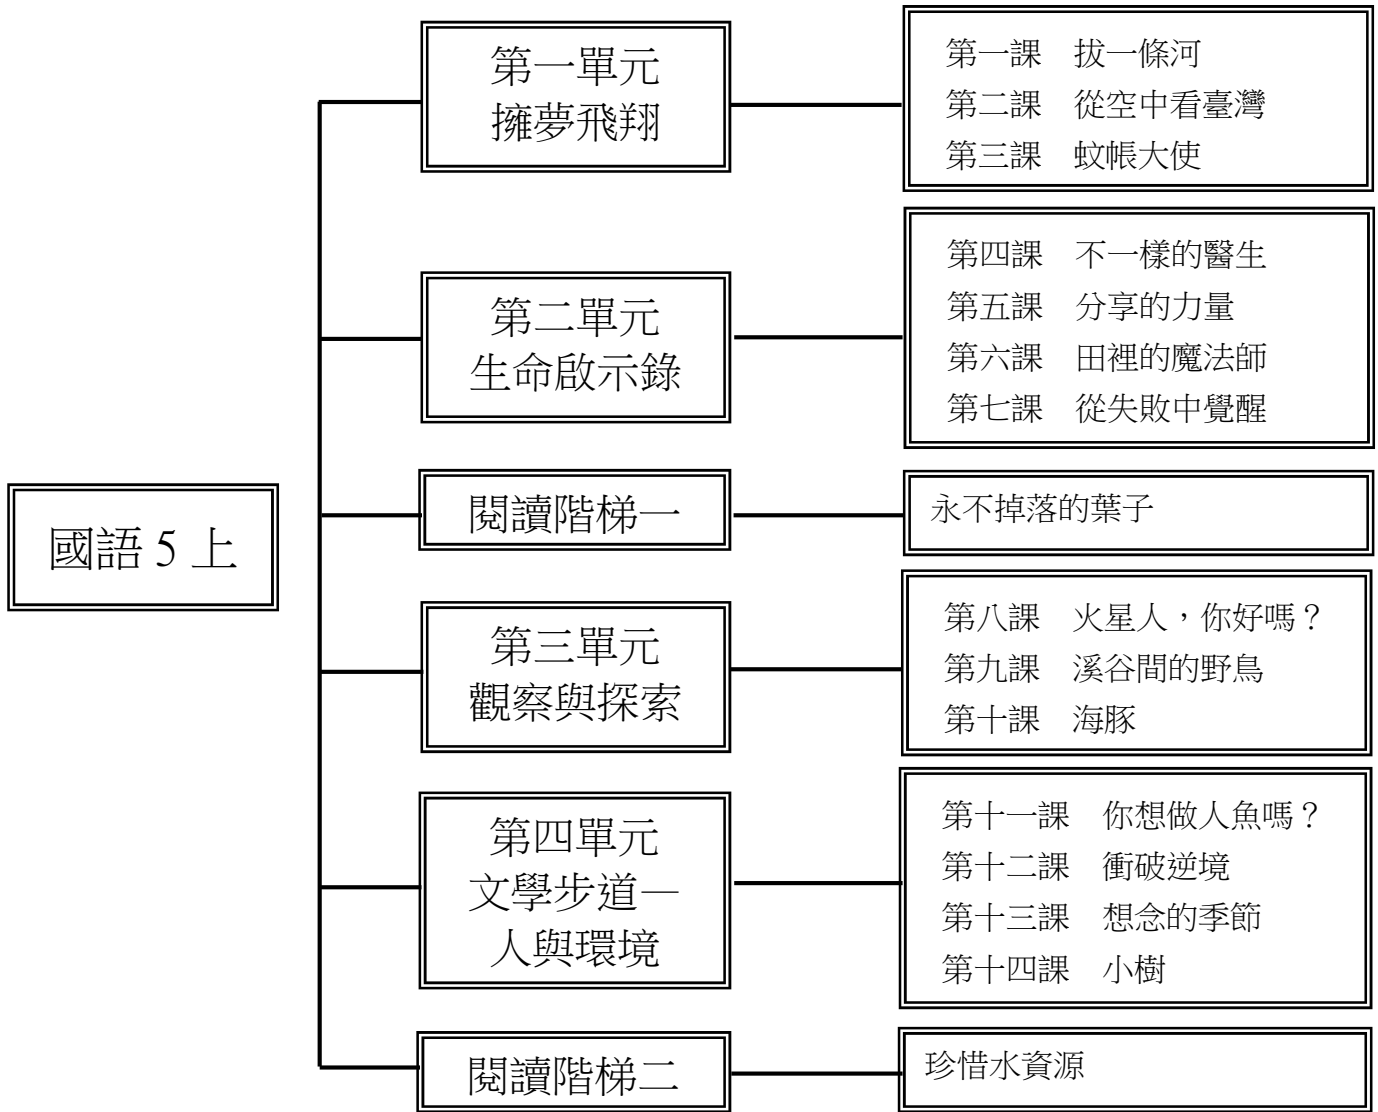 國語 5 上
第一單元
擁夢飛翔
第一課　拔一條河
第二課　從空中看臺灣
第三課　蚊帳大使
第二單元
生命啟示錄
第四課　不一樣的醫生
第五課　分享的力量
第六課　田裡的魔法師
第七課　從失敗中覺醒
閱讀階梯一
永不掉落的葉子
第三單元
觀察與探索
第八課　火星人，你好嗎？
第九課　溪谷間的野鳥
第十課　海豚
第四單元
文學步道—
人與環境
第十一課　你想做人魚嗎？
第十二課　衝破逆境
第十三課　想念的季節
第十四課　小樹
閱讀階梯二
珍惜水資源